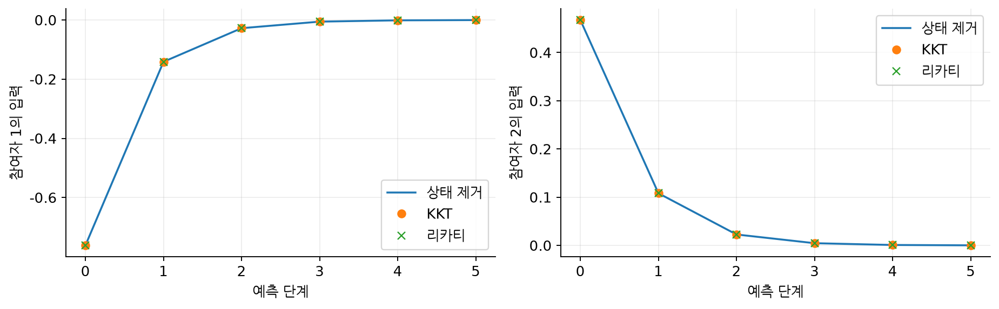 0.0
-0.2
-0.4
-0.6
참여자 1의 입력
0 1 2 3 4 5
예측 단계
상태 제거
KKT
리카티
0.4
0.3
0.2
0.1
0.0
참여자 2의 입력
0 1 2 3 4 5
예측 단계
상태 제거
KKT
리카티